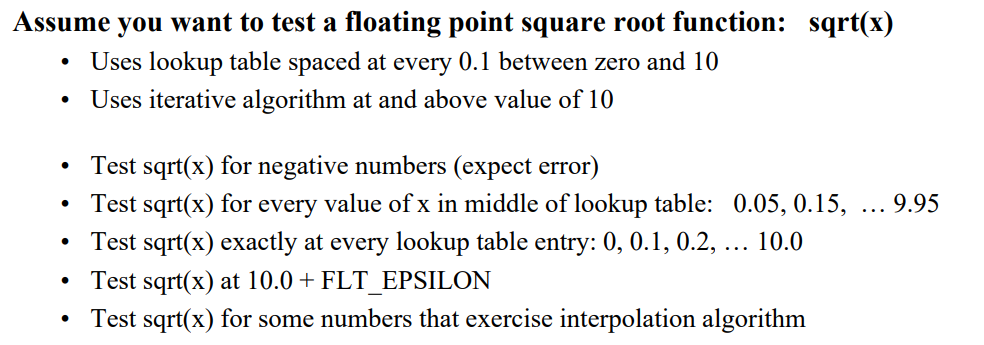 Assume you want to test a floating point square root function: sqrt(x)
• Uses lookup table spaced at every 0.1 between zero and 10
• Uses iterative algorithm at and above value of 10
• Test sqrt(x) for negative numbers (expect error)
• Test sqrt(x) for every value of x in middle of lookup table: 0.05, 0.15, … 9.95
• Test sqrt(x) exactly at every lookup table entry: 0, 0.1, 0.2, … 10.0
• Test sqrt(x) at 10.0 + FLT_EPSILON
• Test sqrt(x) for some numbers that exercise interpolation algorithm